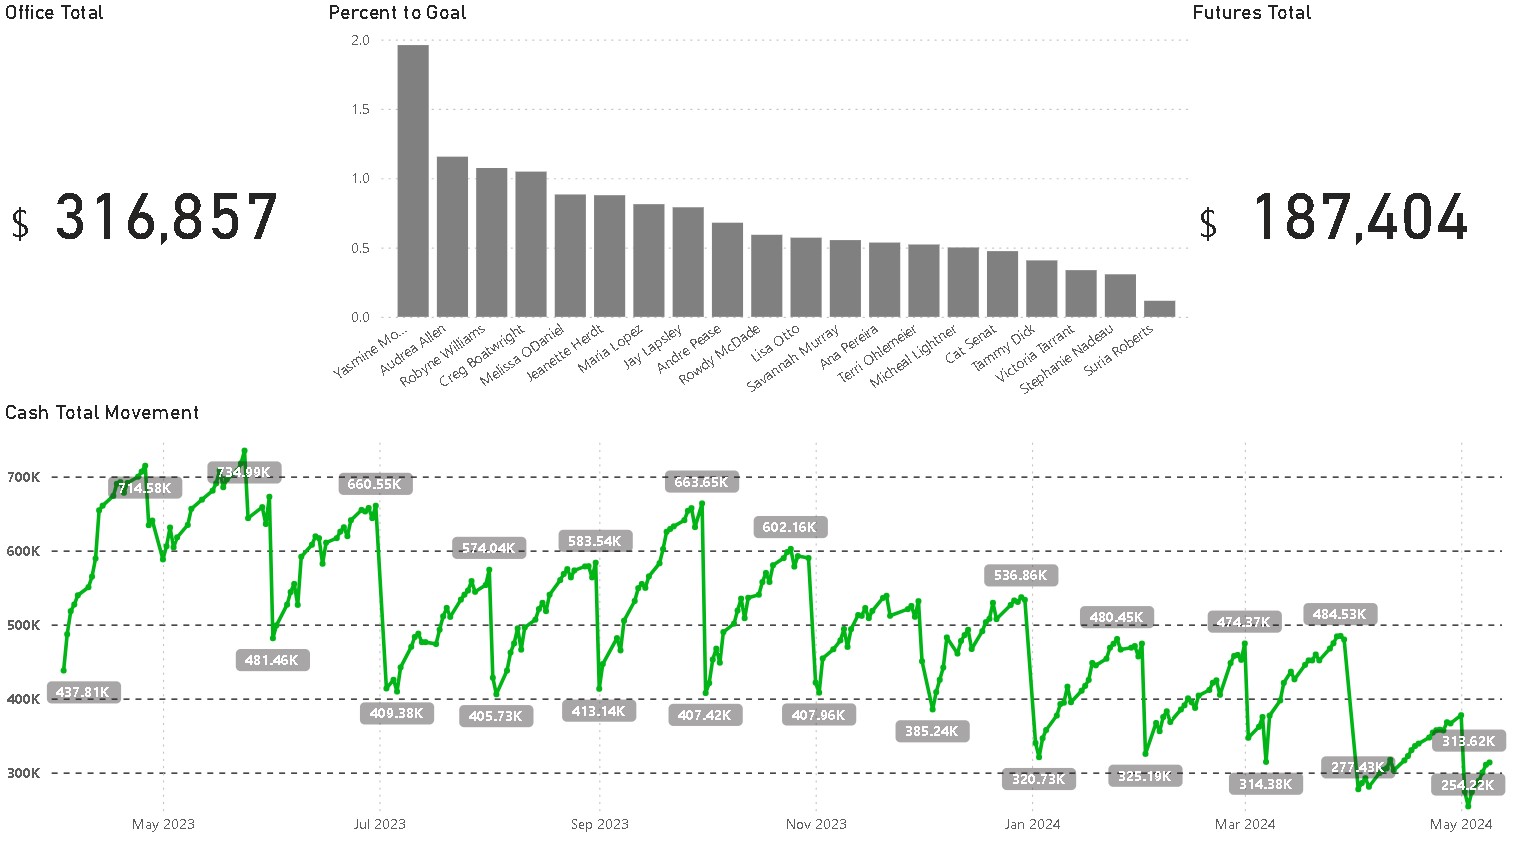 Office Total
Percent to Goal
Futures Total
2.0
1.5
1.0
0.5
0.0
$ 316,857
$ 187,404
Yasmine Mo...
Audrea Allen
Robyne Williams
Creg Boatwright
Melissa ODaniel
Jeanette Herdt
Maria Lopez
Jay Lapsley
Andre Pease
Rowdy McDade
Lisa Otto
Savannah Murray
Ana Pereira
Terri Ohlemeier
Micheal Lightner
Cat Senat
Tammy Dick
Victoria Tarrant
Stephanie Nadeau
Suria Roberts
Cash Total Movement
700K
600K
500K
400K
300K
437.81K
714.58K
734.99K
481.46K
660.55K
409.38K
574.04K
405.73K
583.54K
413.14K
663.65K
407.42K
602.16K
407.96K
385.24K
536.86K
320.73K
480.45K
325.19K
474.37K
314.38K
484.53K
277.43K
313.62K
254.22K
May 2023
Jul 2023
Sep 2023
Nov 2023
Jan 2024
Mar 2024
May 2024